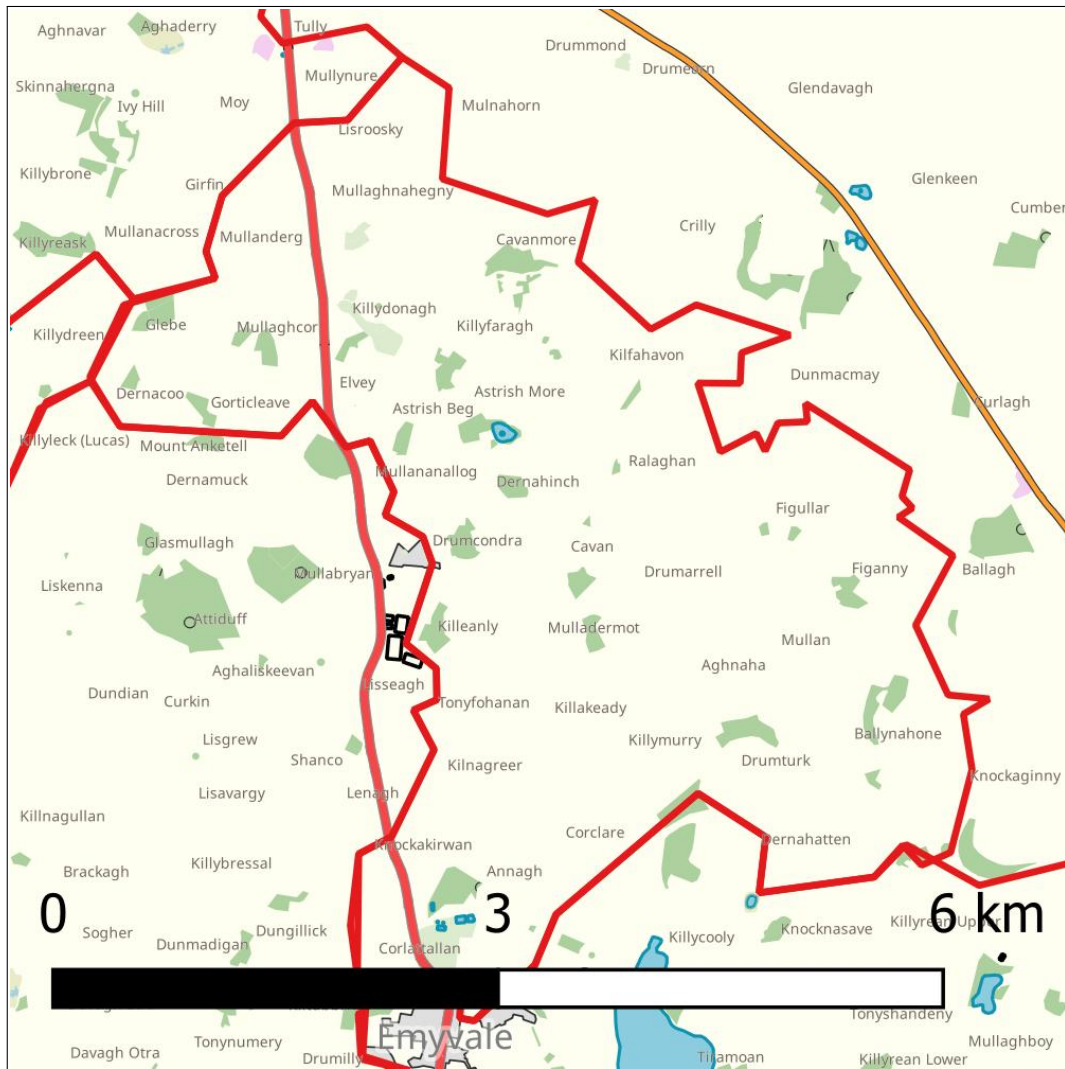 Aghnavar
Aghaderry
Tully
Drummond
Drumearn
Mullynure
Skinnahergna
Ivy Hill
Moy
Mulnahorn
Glendavagh
Lisroosky
Killybrone
Girfin
Mullaghnahegny
Glenkeen
Cumber
Killyreask
Mullanacross
Mullanderg
Cavanmore
Crilly
Killydonagh
Killydreen
Glebe
Mullaghcor
Killyfaragh
Kilfahavon
Dernacoo
Gorticleave
Elvey
Astrish More
Astrish Beg
Dunmacmay
Curlagh
Killyleck (Lucas)
Mount Anketell
Mullananallog
Ralaghan
Dernamuck
Dernahinch
Figullar
Glasmullagh
Drumcondra
Cavan
Liskenna
Mullabryan
Drumarrell
Figanny
Ballagh
Attiduff
Killeanly
Mulladermot
Mullan
Aghaliskeevan
Lisseagh
Aghnaha
Dundian
Curkin
Tonyfohanan
Killakeady
Lisgrew
Killymurry
Ballynahone
Shanco
Kilnagreer
Drumturk
Knockaginny
Lisavargy
Lenagh
Killnagullan
Knockakirwan
Corclare
Dernahatten
Brackagh
Killybressal
Annagh
0
3
6 km
Sogher
Dunmadigan
Dungillick
Corlattallan
Killycooly
Knocknasave
Killyrean Upper
Tonyshandeny
Emyvale
Davagh Otra
Tonynumery
Drumilly
Tiramoan
Killyrean Lower
Mullaghboy